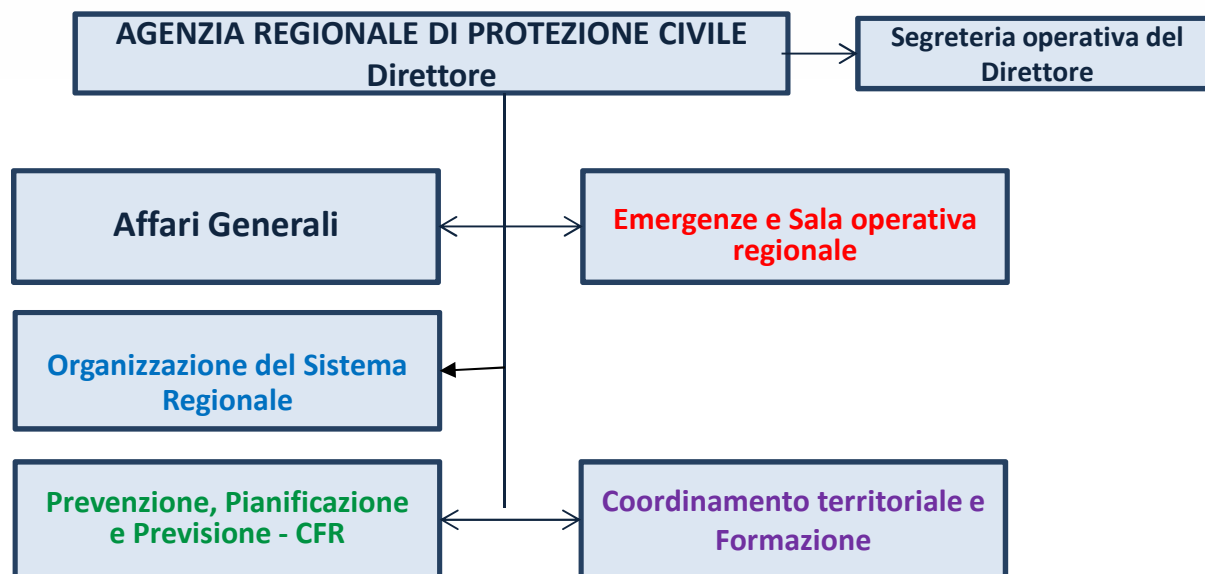 AGENZIA REGIONALE DI PROTEZIONE CIVILE
Direttore
Segreteria operativa del
Direttore
Affari Generali
Emergenze e Sala operativa
regionale
Organizzazione del Sistema
Regionale
Prevenzione, Pianificazione
e Previsione - CFR
Coordinamento territoriale e
Formazione